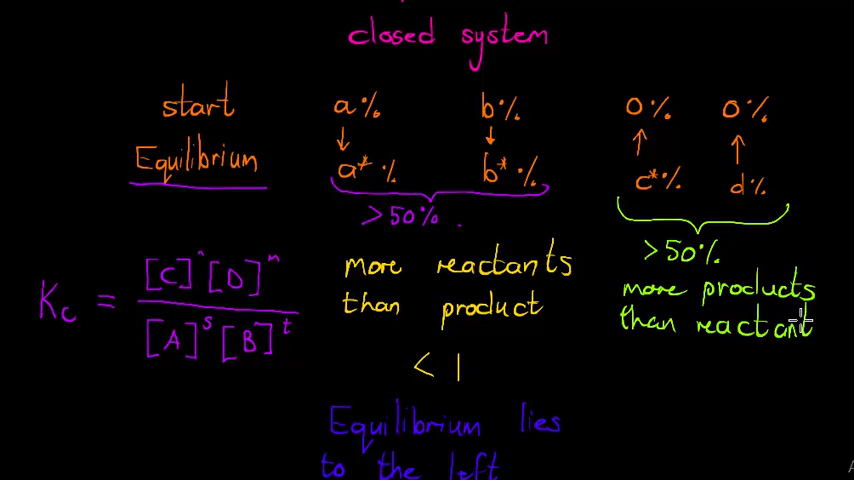 closed system
start a% b% 0% 0%
↓ ↓ ↑ ↑
Equilibrium a* % b* % c*% d%
>50% .
>50%
Kc = [C]ⁿ[D]ᵐ / [A]ˢ[B]ᵗ
more reactants
than product
more products
than reactant
< 1
Equilibrium lies
to the left